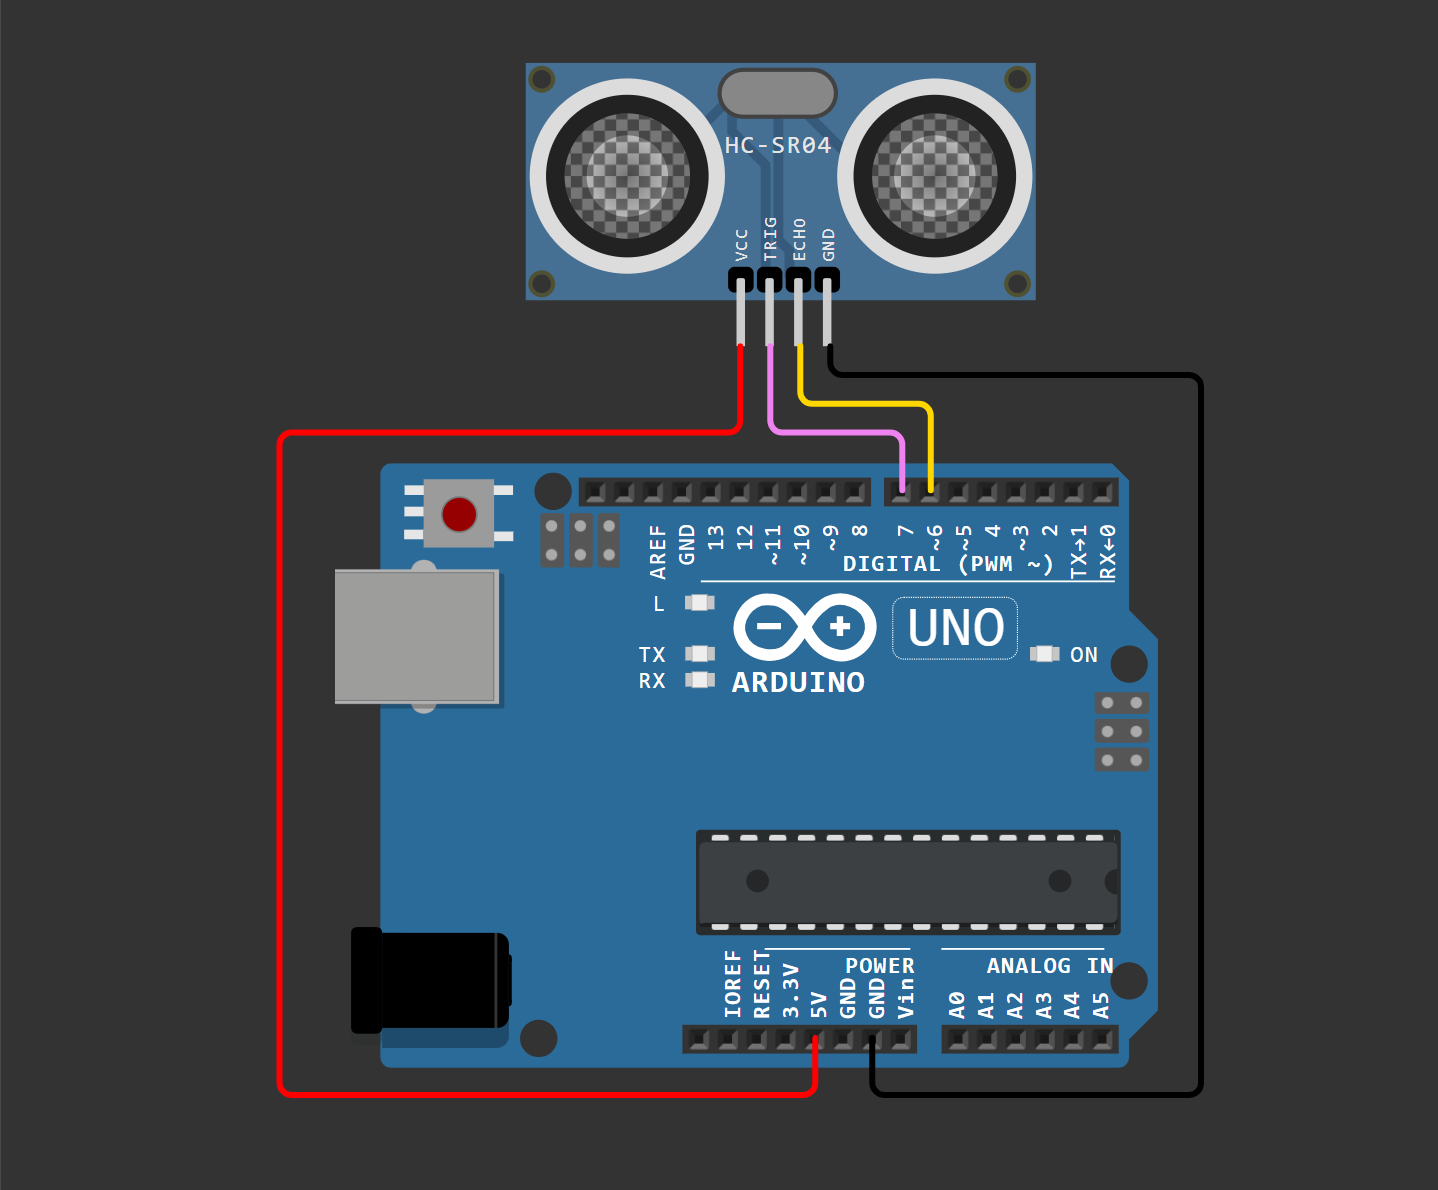 HC-SR04
VCC
TRIG
ECHO
GND
AREF
GND
13
12
~11
~10
~9
8
7
~6
~5
4
~3
2
TX→1
RX←0
DIGITAL (PWM ~)
L
TX
RX
UNO
ON
ARDUINO
POWER
ANALOG IN
IOREF
RESET
3.3V
5V
GND
GND
Vin
A0
A1
A2
A3
A4
A5